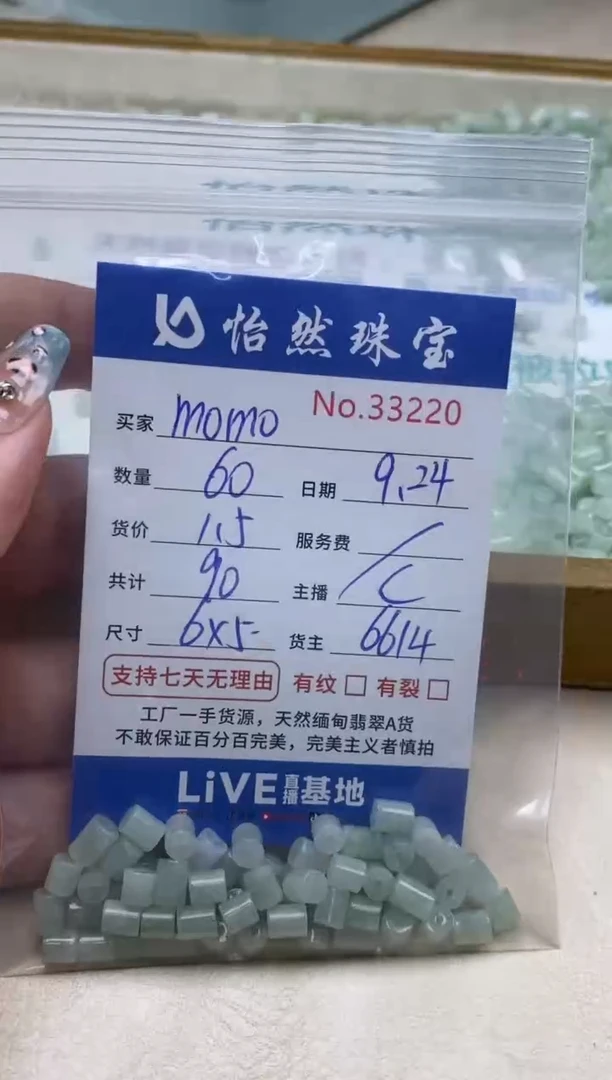 怡然珠宝
No.33220
买家 momo
数量 60 日期 9.24
货价 1.5 服务费 /
共计 90 主播 C
尺寸 6x5 货主 6614
支持七天无理由 有纹 □ 有裂 □
工厂一手货源，天然缅甸翡翠A货
不敢保证百分百完美，完美主义者慎拍
LiVE直播基地